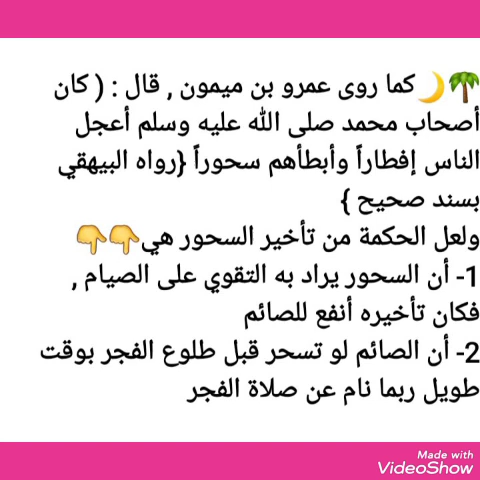 🌴🌙كما روى عمرو بن ميمون , قال : ( كان
أصحاب محمد صلى الله عليه وسلم أعجل
الناس إفطاراً وأبطأهم سحوراً {رواه البيهقي
بسند صحيح }
ولعل الحكمة من تأخير السحور هي👇👇
1- أن السحور يراد به التقوي على الصيام ,
فكان تأخيره أنفع للصائم
2- أن الصائم لو تسحر قبل طلوع الفجر بوقت
طويل ربما نام عن صلاة الفجر
Made with
VideoShow